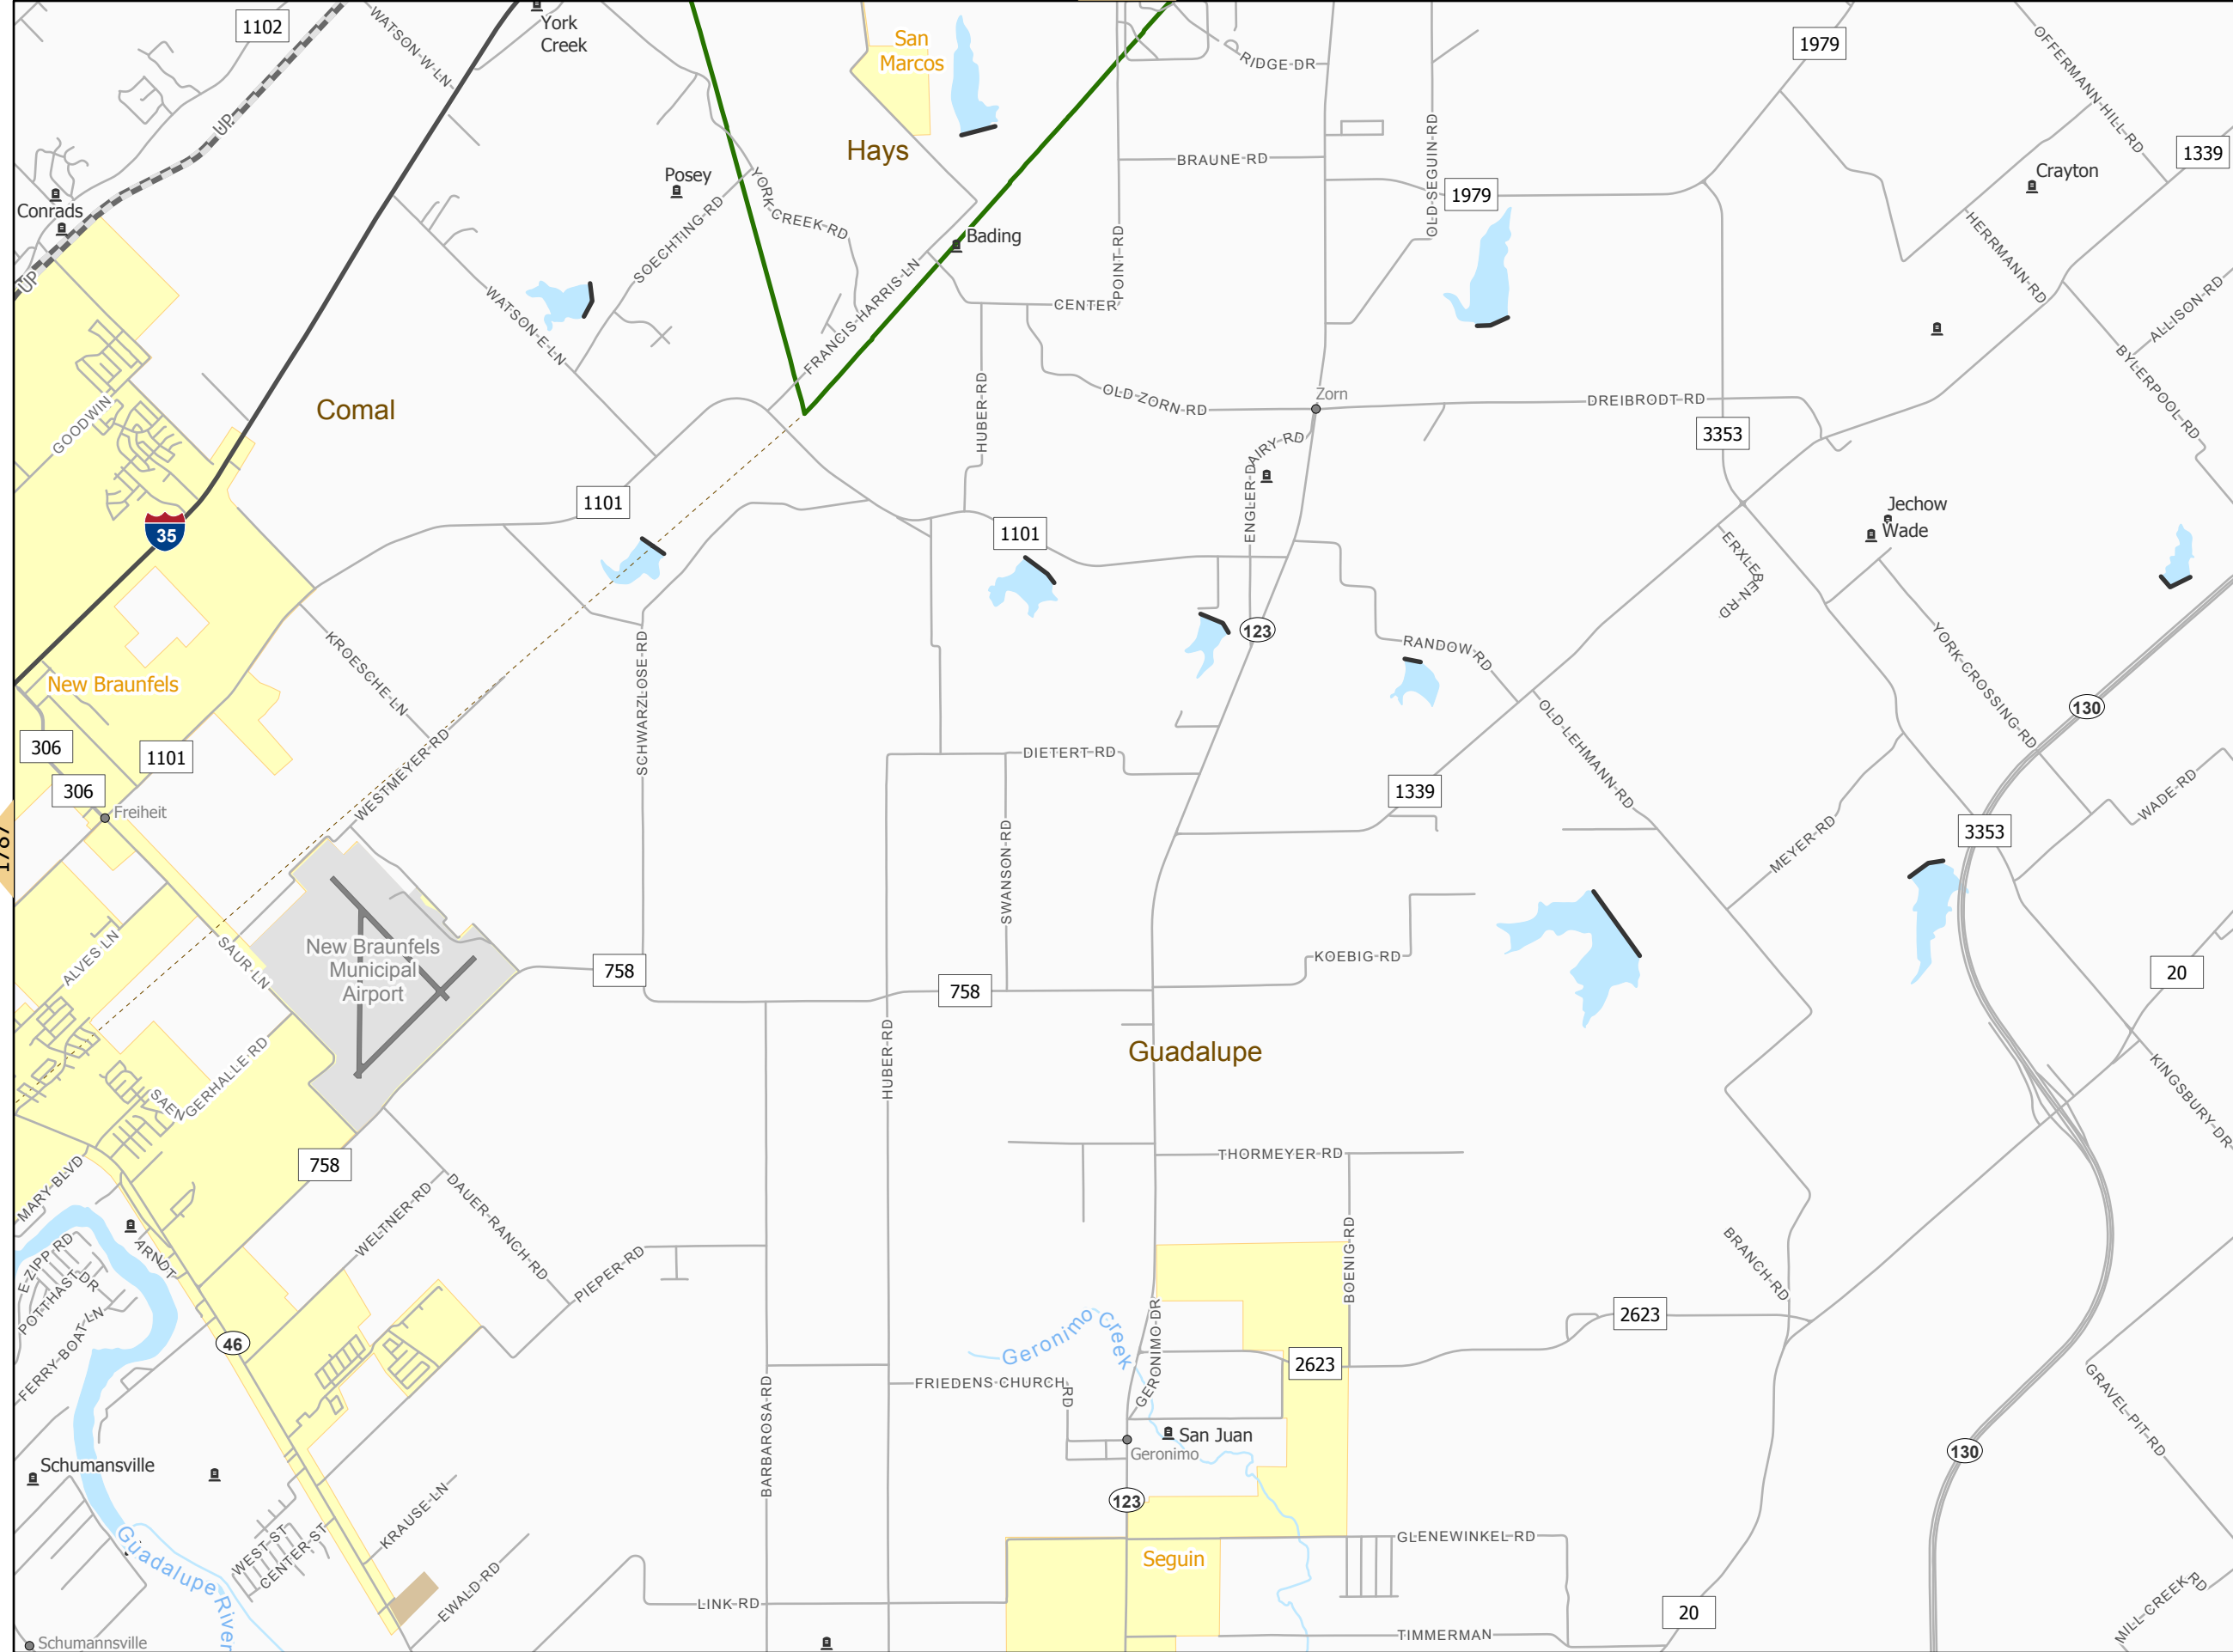 1102
WATSON-W-LN
York
Creek
San
Marcos
RIDGE-DR
1979
OFFERMANN-HILL-RD
UP
Hays
OLD-SEGUIN-RD
BRAUNE-RD
1339
Posey
Crayton
1979
Conrads
YORK-CREEK-RD
SOECHTING-RD
Bading
POINT-RD
HERRMANN-RD
UP
WATSON-E-LN
FRANCIS-HARRIS-LN
CENTER
ALLISON-RD
BYLERPOOL-RD
Comal
GOODWIN
HUBER-RD
OLD-ZORN-RD
Zorn
DREIBRODT-RD
3353
ENGLER-DAIRY-RD
1101
1101
35
Jechow
Wade
ERXLEBEN-RD
123
KROESCHE-LN
SCHWARZLOSE-RD
RANDOW-RD
YORK-CROSSING-RD
New Braunfels
130
OLD-LEHMANN-RD
306
1101
WESTMEYER-RD
DIETERT-RD
306
1339
WADE-RD
Freiheit
3353
MEYER-RD
1787
SWANSON-RD
ALVES-LN
SAUR-LN
New Braunfels
Municipal
Airport
758
758
KOEBIG-RD
20
Guadalupe
HUBER-RD
SAENGERHALLE-RD
KINGSBURY-DR
758
THORMEYER-RD
MARY-BLVD
WELTNER-RD
DAUER-RANCH-RD
BRANCH-RD
E-ZIPP-RD
ARNDT
PIEPER-RD
BOENIG-RD
POTTHAST-DR
FERRY-BOAT-LN
46
Geronimo Creek
GERONIMO-DR
2623
2623
FRIEDENS-CHURCH-RD
BARBAROSA-RD
GRAVEL-PIT-RD
San Juan
Geronimo
130
Schumansville
123
KRAUSE-LN
Guadalupe River
WEST-ST
CENTER-ST
GLENEWINKEL-RD
Seguin
EWALD-RD
LINK-RD
20
MILL-CREEK-RD
TIMMERMAN
Schumannsville